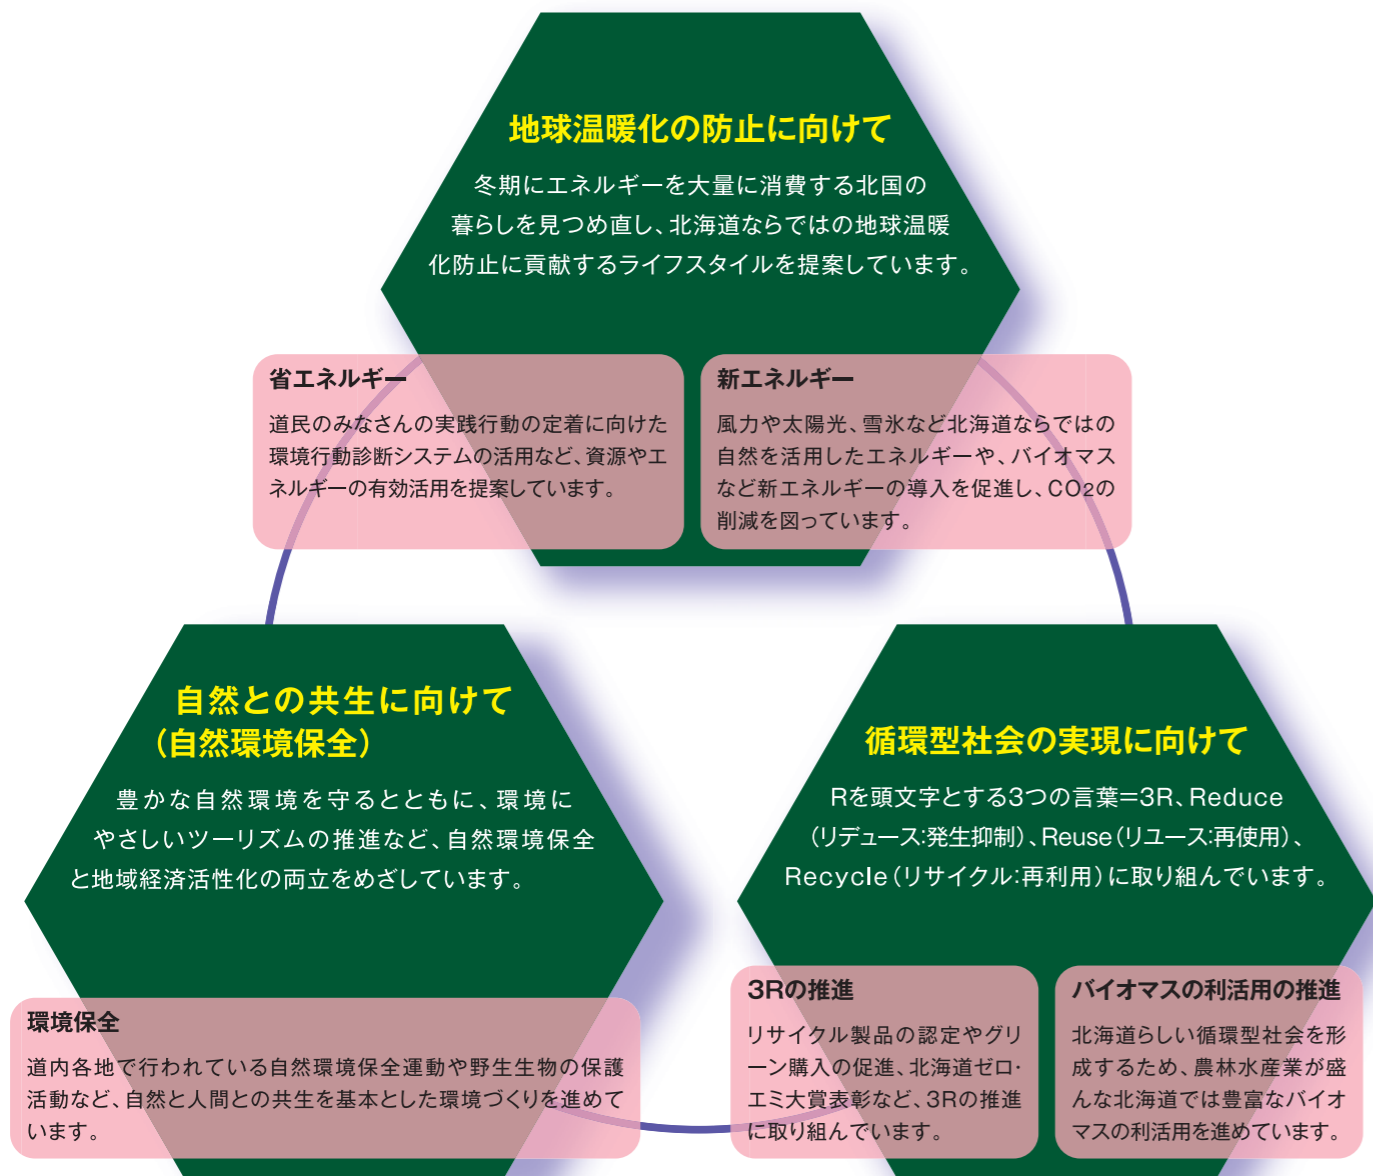 地球温暖化の防止に向けて
冬期にエネルギーを大量に消費する北国の
暮らしを見つめ直し、北海道ならではの地球温暖
化防止に貢献するライフスタイルを提案しています。
省エネルギー
道民のみなさんの実践行動の定着に向けた
環境行動診断システムの活用など、資源やエ
ネルギーの有効活用を提案しています。
新エネルギー
風力や太陽光、雪氷など北海道ならではの
自然を活用したエネルギーや、バイオマス
など新エネルギーの導入を促進し、CO2の
削減を図っています。
自然との共生に向けて
（自然環境保全）
豊かな自然環境を守るとともに、環境に
やさしいツーリズムの推進など、自然環境保全
と地域経済活性化の両立をめざしています。
環境保全
道内各地で行われている自然環境保全運動や野生生物の保護
活動など、自然と人間との共生を基本とした環境づくりを進めて
います。
循環型社会の実現に向けて
Rを頭文字とする3つの言葉＝3R、Reduce
（リデュース:発生抑制）、Reuse（リユース:再使用）、
Recycle（リサイクル:再利用）に取り組んでいます。
3Rの推進
リサイクル製品の認定やグリ
ーン購入の促進、北海道ゼロ・
エミ大賞表彰など、3Rの推進
に取り組んでいます。
バイオマスの利活用の推進
北海道らしい循環型社会を形
成するため、農林水産業が盛
んな北海道では豊富なバイオ
マスの利活用を進めています。